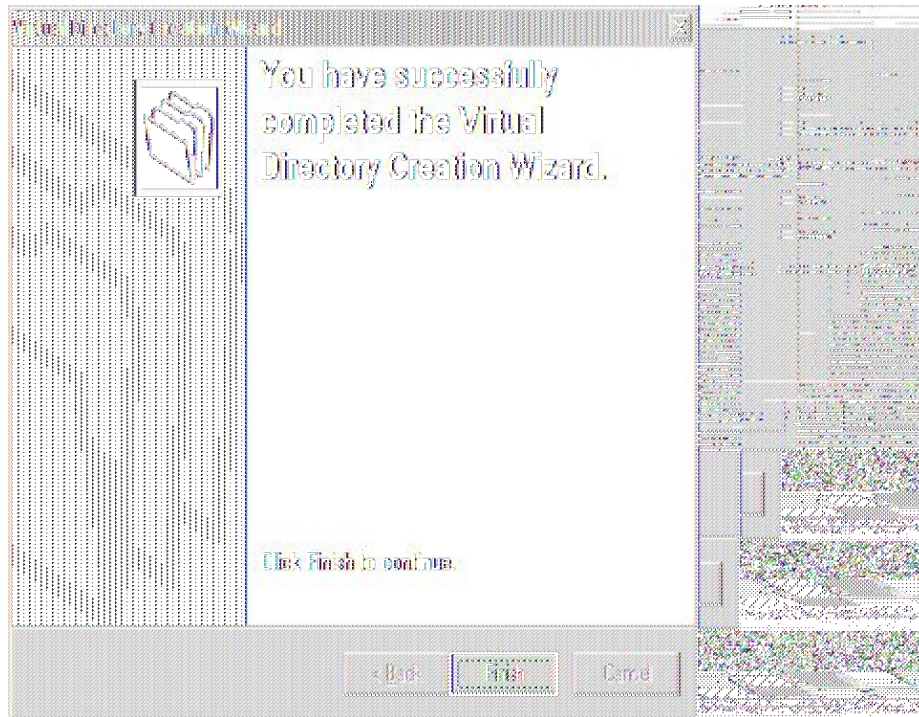 Virtual Directory Creation Wizard
You have successfully
completed the Virtual
Directory Creation Wizard.
Click Finish to continue.
< Back
Finish
Cancel